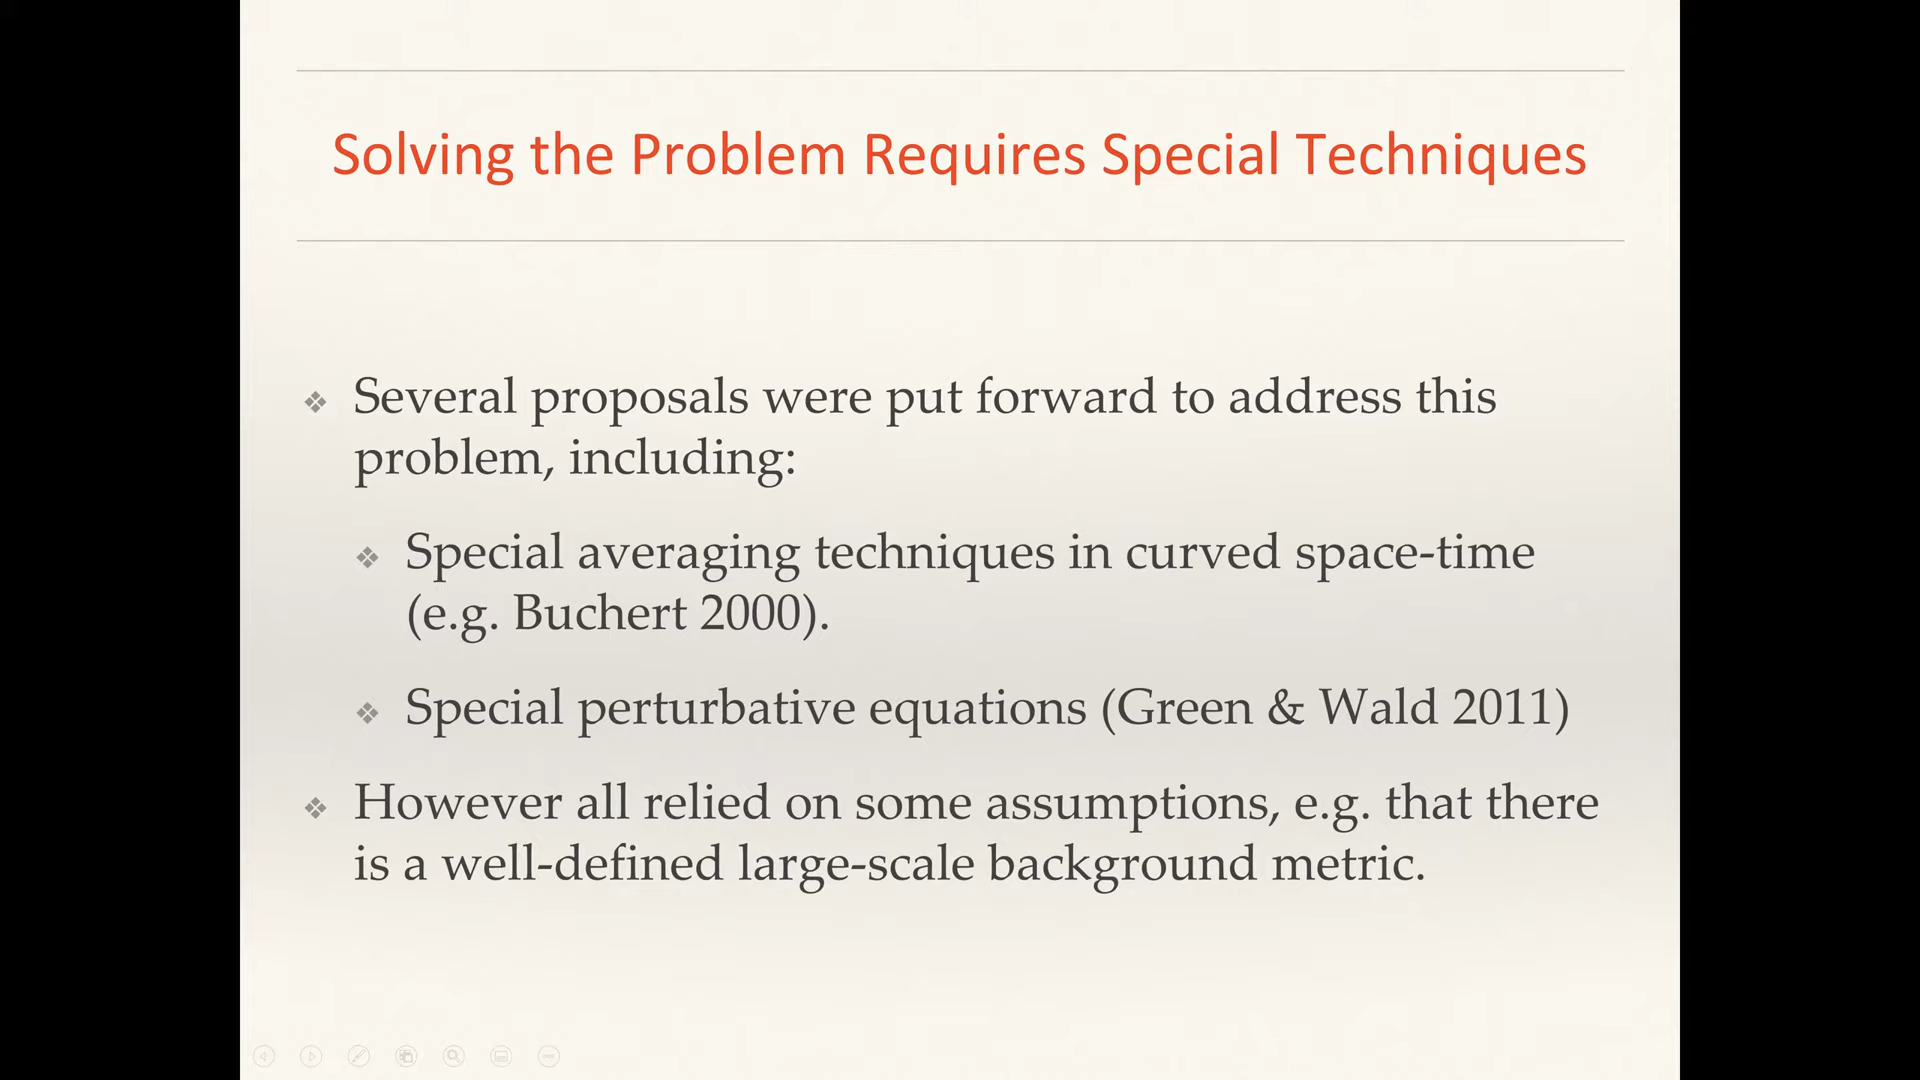 Solving the Problem Requires Special Techniques
Several proposals were put forward to address this
problem, including:
Special averaging techniques in curved space-time
(e.g. Buchert 2000).
Special perturbative equations (Green & Wald 2011)
However all relied on some assumptions, e.g. that there
is a well-defined large-scale background metric.